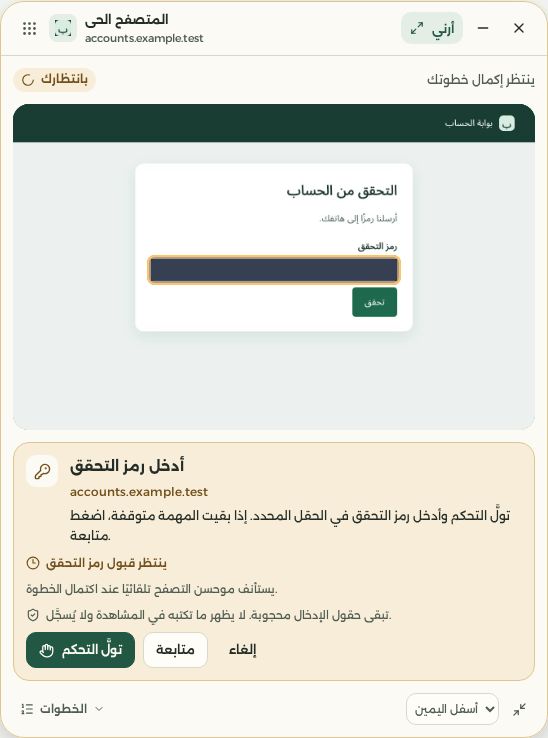 المتصفح الحي
accounts.example.test
أرني
ينتظر إكمال خطوتك
بانتظارك
بوابة الحساب
التحقق من الحساب
أرسلنا رمزًا إلى هاتفك.
رمز التحقق
تحقق
أدخل رمز التحقق
accounts.example.test
تولَّ التحكم وأدخل رمز التحقق في الحقل المحدد. إذا بقيت المهمة متوقفة، اضغط
متابعة.
ينتظر قبول رمز التحقق
يستأنف موحسن التصفح تلقائيًا عند اكتمال الخطوة.
تبقى حقول الإدخال محجوبة. لا يظهر ما تكتبه في المشاهدة ولا يُسجَّل.
تولَّ التحكم
متابعة
إلغاء
الخطوات
أسفل اليمين